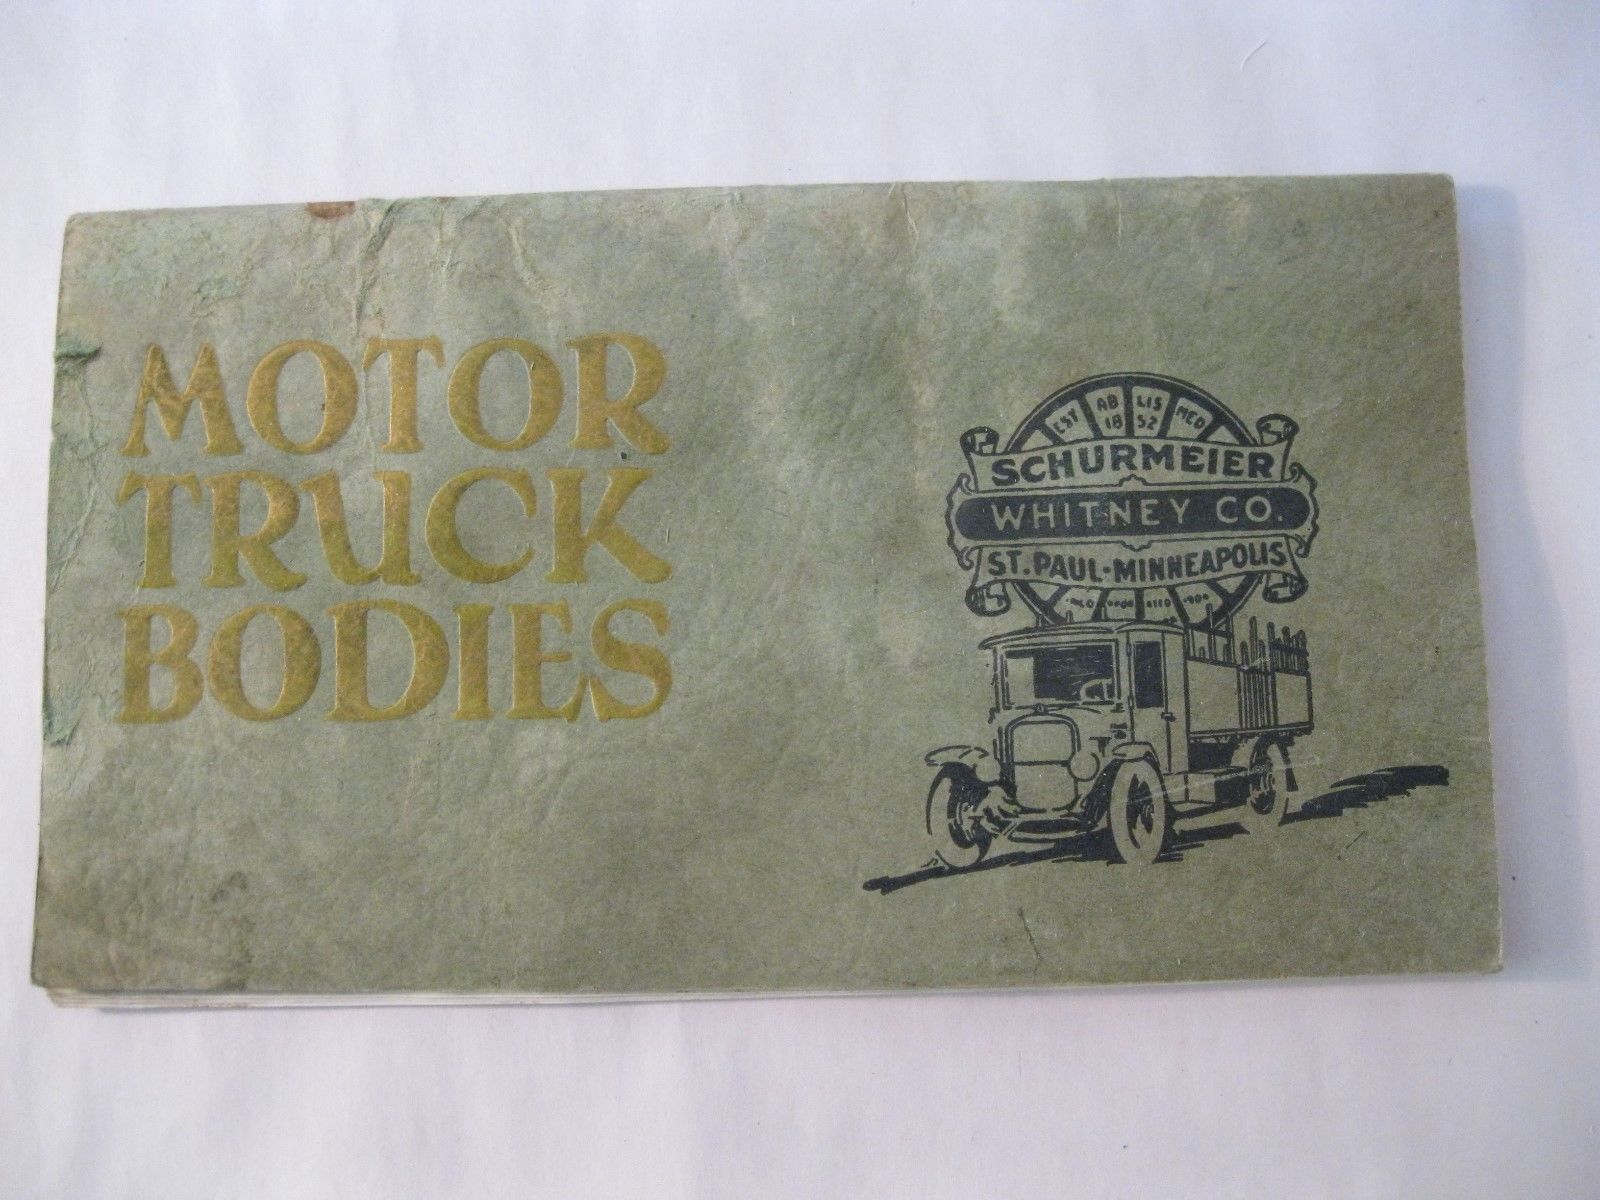 MOTOR
TRUCK
BODIES
EST AB LIS HED
18 52
SCHURMEIER
WHITNEY CO.
ST. PAUL-MINNEAPOLIS